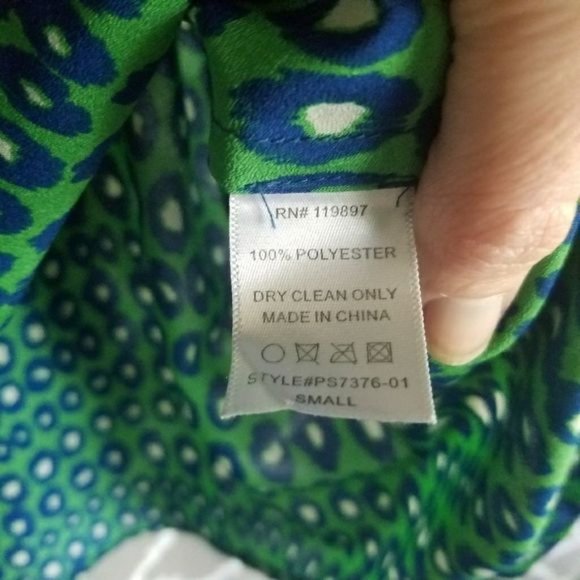 RN# 119897
100% POLYESTER
DRY CLEAN ONLY
MADE IN CHINA
STYLE#PS7376-01
SMALL